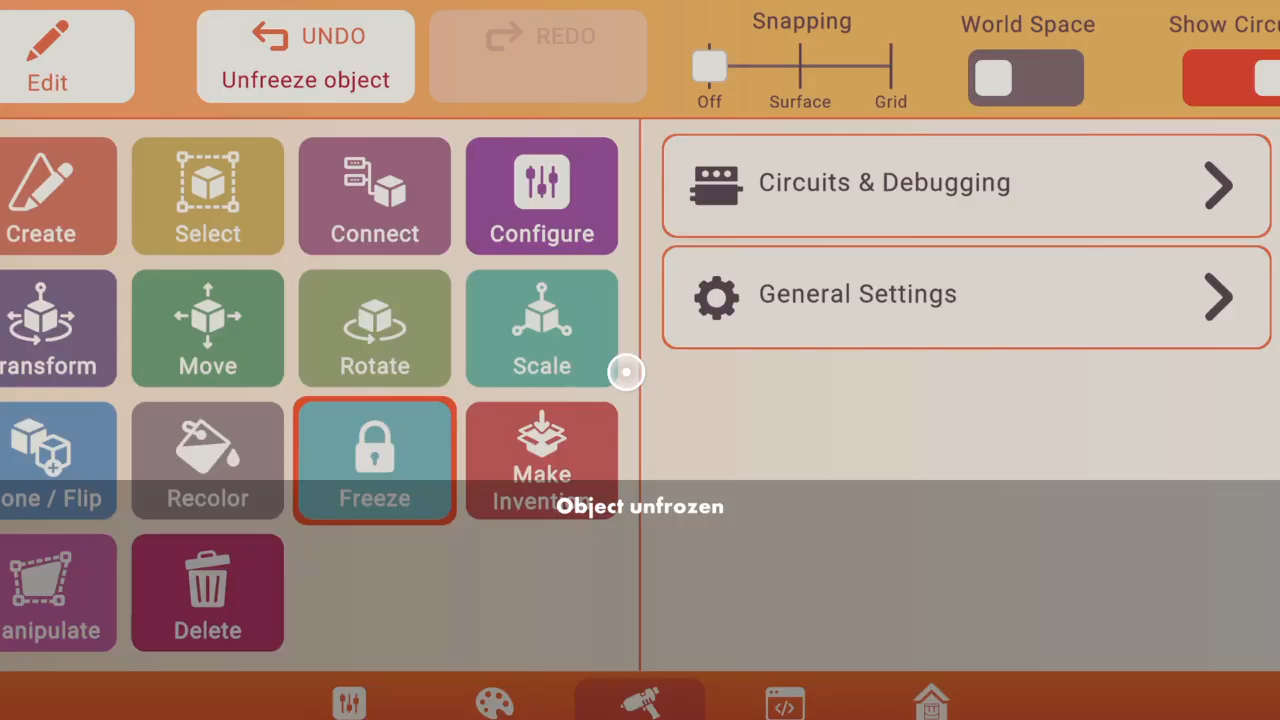 Edit
UNDO
Unfreeze object
REDO
Snapping
Off
Surface
Grid
World Space
Show Circu
Create
Select
Connect
Configure
ransform
Move
Rotate
Scale
one / Flip
Recolor
Freeze
Make
Invention
anipulate
Delete
Circuits & Debugging
General Settings
Object unfrozen